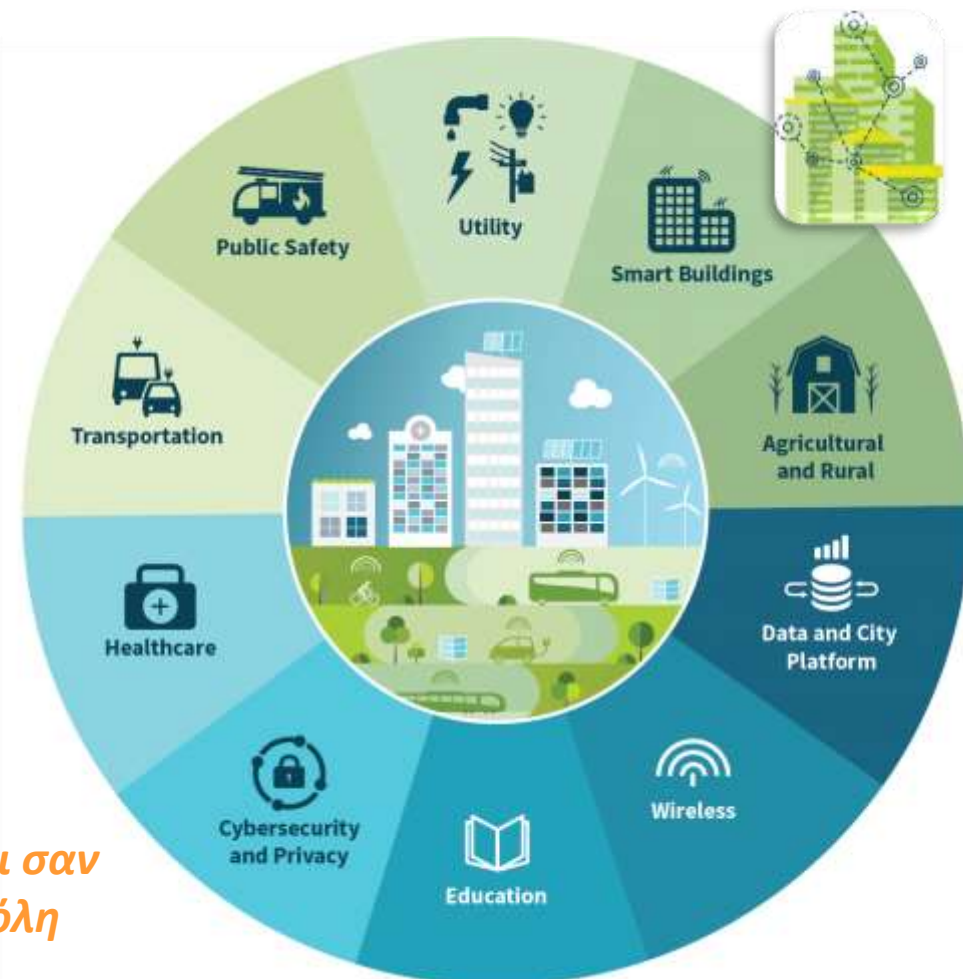 Utility
Public Safety
Smart Buildings
Transportation
Agricultural
and Rural
Healthcare
Data and City
Platform
Cybersecurity
and Privacy
Wireless
Education
σαν